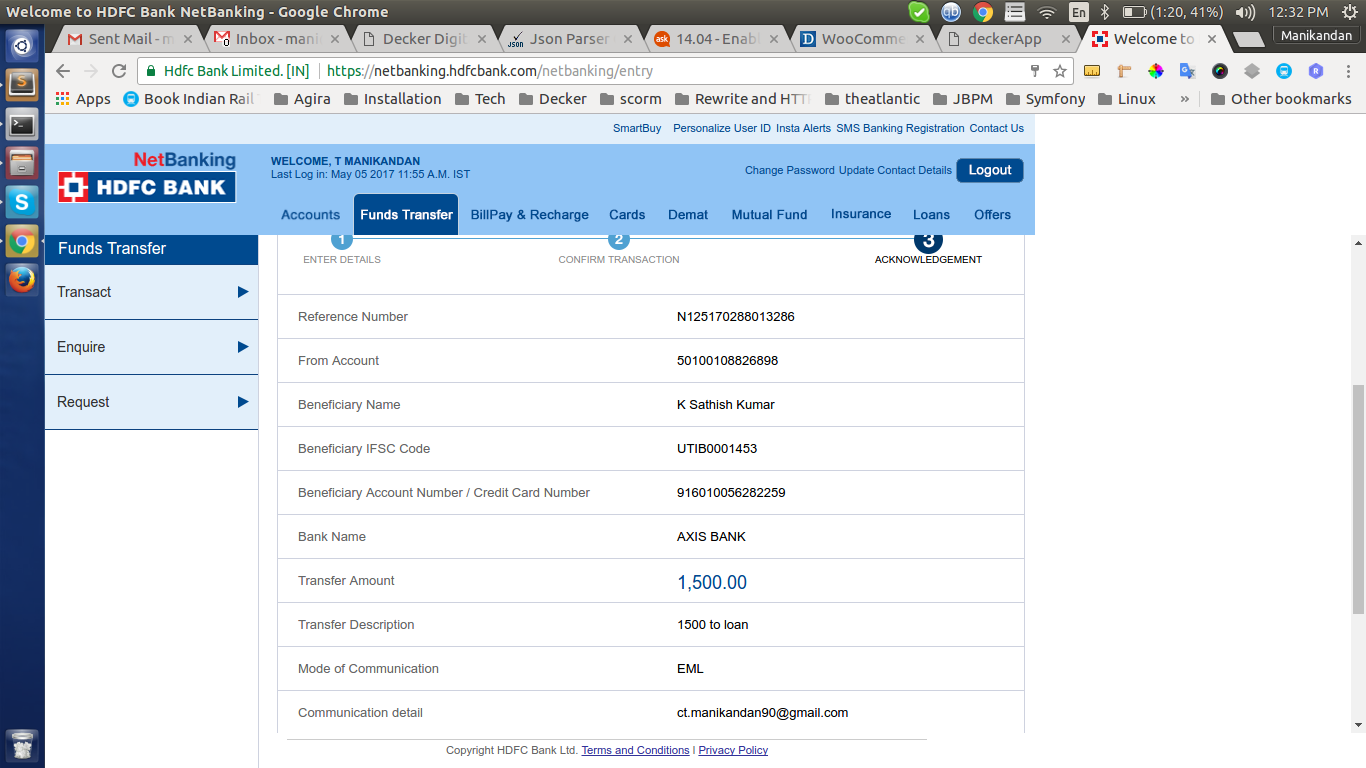 Welcome to HDFC Bank NetBanking - Google Chrome
En
(1:20, 41%)
12:32 PM
Manikandan
Sent Mail - m
Inbox - mani
Decker Digit
Json Parser
14.04 - Enab
WooComme
deckerApp
Welcome to
Hdfc Bank Limited. [IN]
https://netbanking.hdfcbank.com/netbanking/entry
Apps
Book Indian Rail
Agira
Installation
Tech
Decker
scorm
Rewrite and HTT
theatlantic
JBPM
Symfony
Linux
»
Other bookmarks
SmartBuy Personalize User ID Insta Alerts SMS Banking Registration Contact Us
NetBanking
HDFC BANK
WELCOME, T MANIKANDAN
Last Log in: May 05 2017 11:55 A.M. IST
Change Password Update Contact Details Logout
Accounts Funds Transfer BillPay & Recharge Cards Demat Mutual Fund Insurance Loans Offers
Funds Transfer
Transact
Enquire
Request
1 2 3
ENTER DETAILS CONFIRM TRANSACTION ACKNOWLEDGEMENT
Reference Number N125170288013286
From Account 50100108826898
Beneficiary Name K Sathish Kumar
Beneficiary IFSC Code UTIB0001453
Beneficiary Account Number / Credit Card Number 916010056282259
Bank Name AXIS BANK
Transfer Amount 1,500.00
Transfer Description 1500 to loan
Mode of Communication EML
Communication detail ct.manikandan90@gmail.com
Copyright HDFC Bank Ltd. Terms and Conditions I Privacy Policy